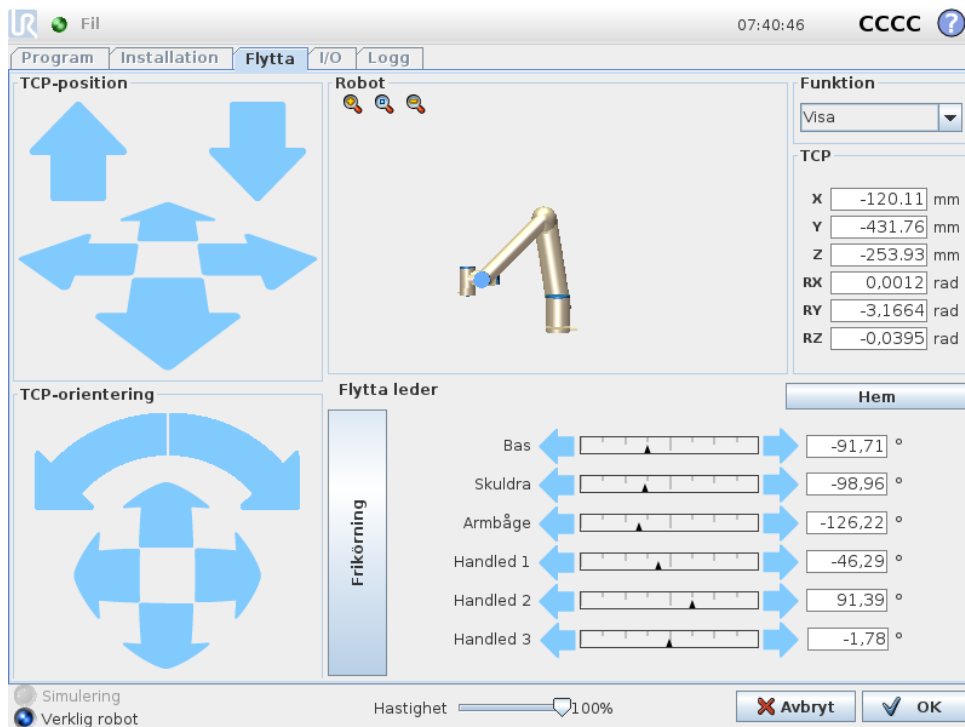 UR Fil 07:40:46 CCCC ?
Program Installation Flytta I/O Logg
TCP-position
Robot
Funktion
Visa
TCP
X -120.11 mm
Y -431.76 mm
Z -253.93 mm
RX 0,0012 rad
RY -3,1664 rad
RZ -0,0395 rad
TCP-orientering
Flytta leder
Hem
Frikörning
Bas -91,71 °
Skuldra -98,96 °
Armbåge -126,22 °
Handled 1 -46,29 °
Handled 2 91,39 °
Handled 3 -1,78 °
Simulering
Verklig robot
Hastighet 100%
Avbryt OK